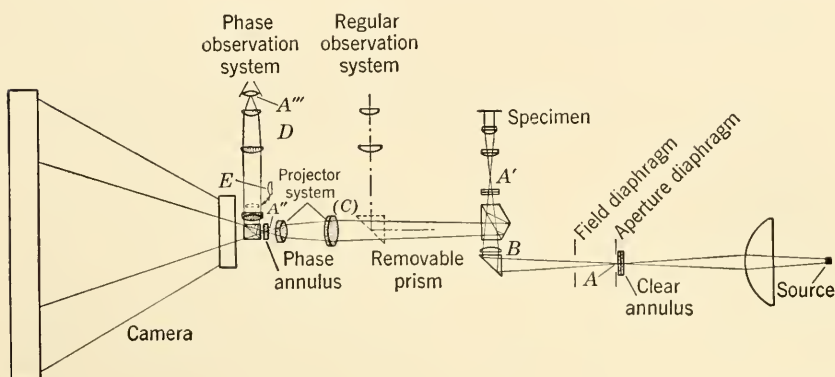 Phase
observation
system
Regular
observation
system
A‴
D
Specimen
E
Projector
system
A″
(C)
A′
Field diaphragm
Aperture diaphragm
Phase
annulus
Removable
prism
B
A
Clear
annulus
Source
Camera